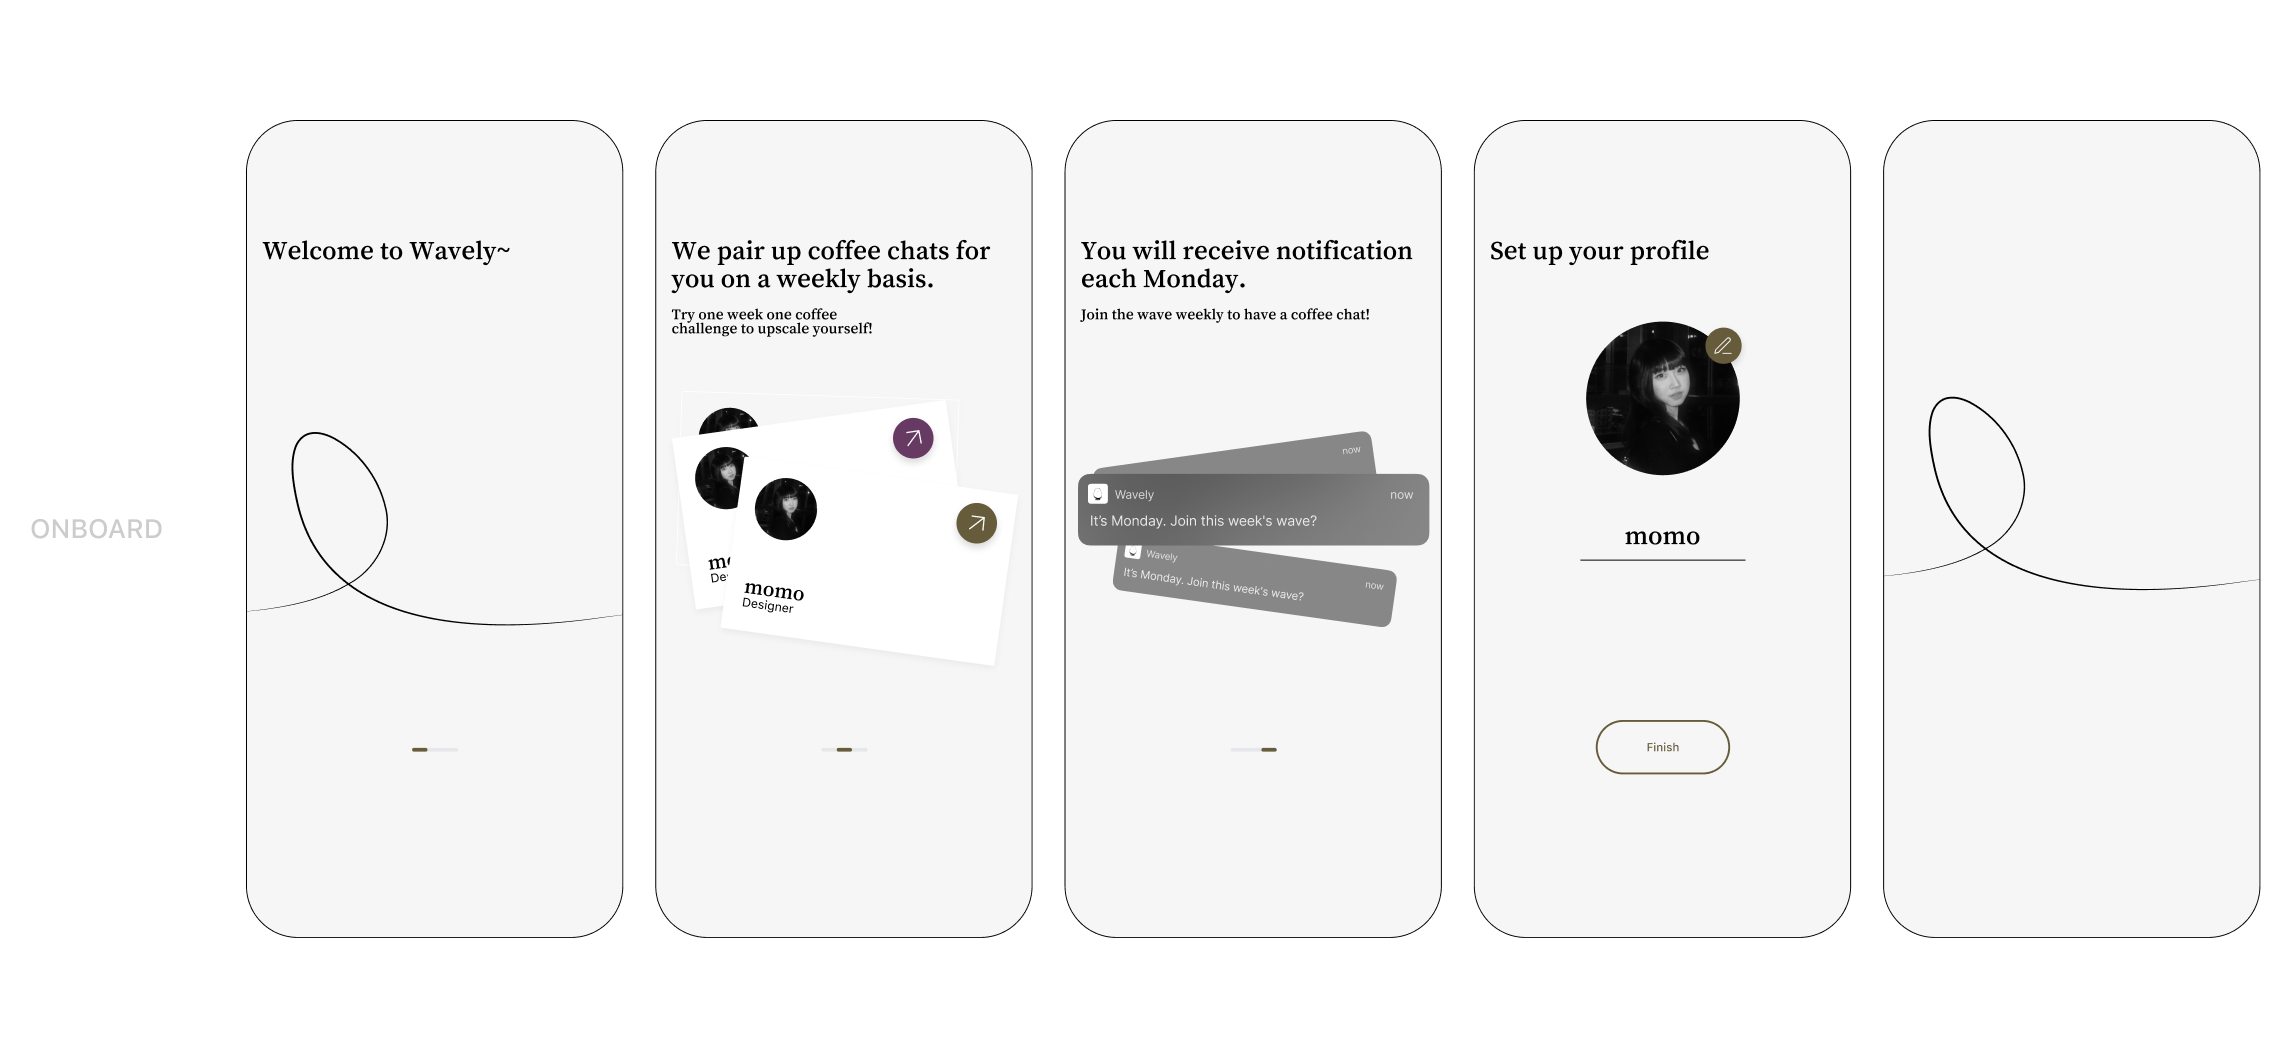 ONBOARD
Welcome to Wavely~
We pair up coffee chats for
you on a weekly basis.
Try one week one coffee
challenge to upscale yourself!
momo
Designer
You will receive notification
each Monday.
Join the wave weekly to have a coffee chat!
now
Wavely now
It's Monday. Join this week's wave?
Wavely now
It's Monday. Join this week's wave?
Set up your profile
momo
Finish